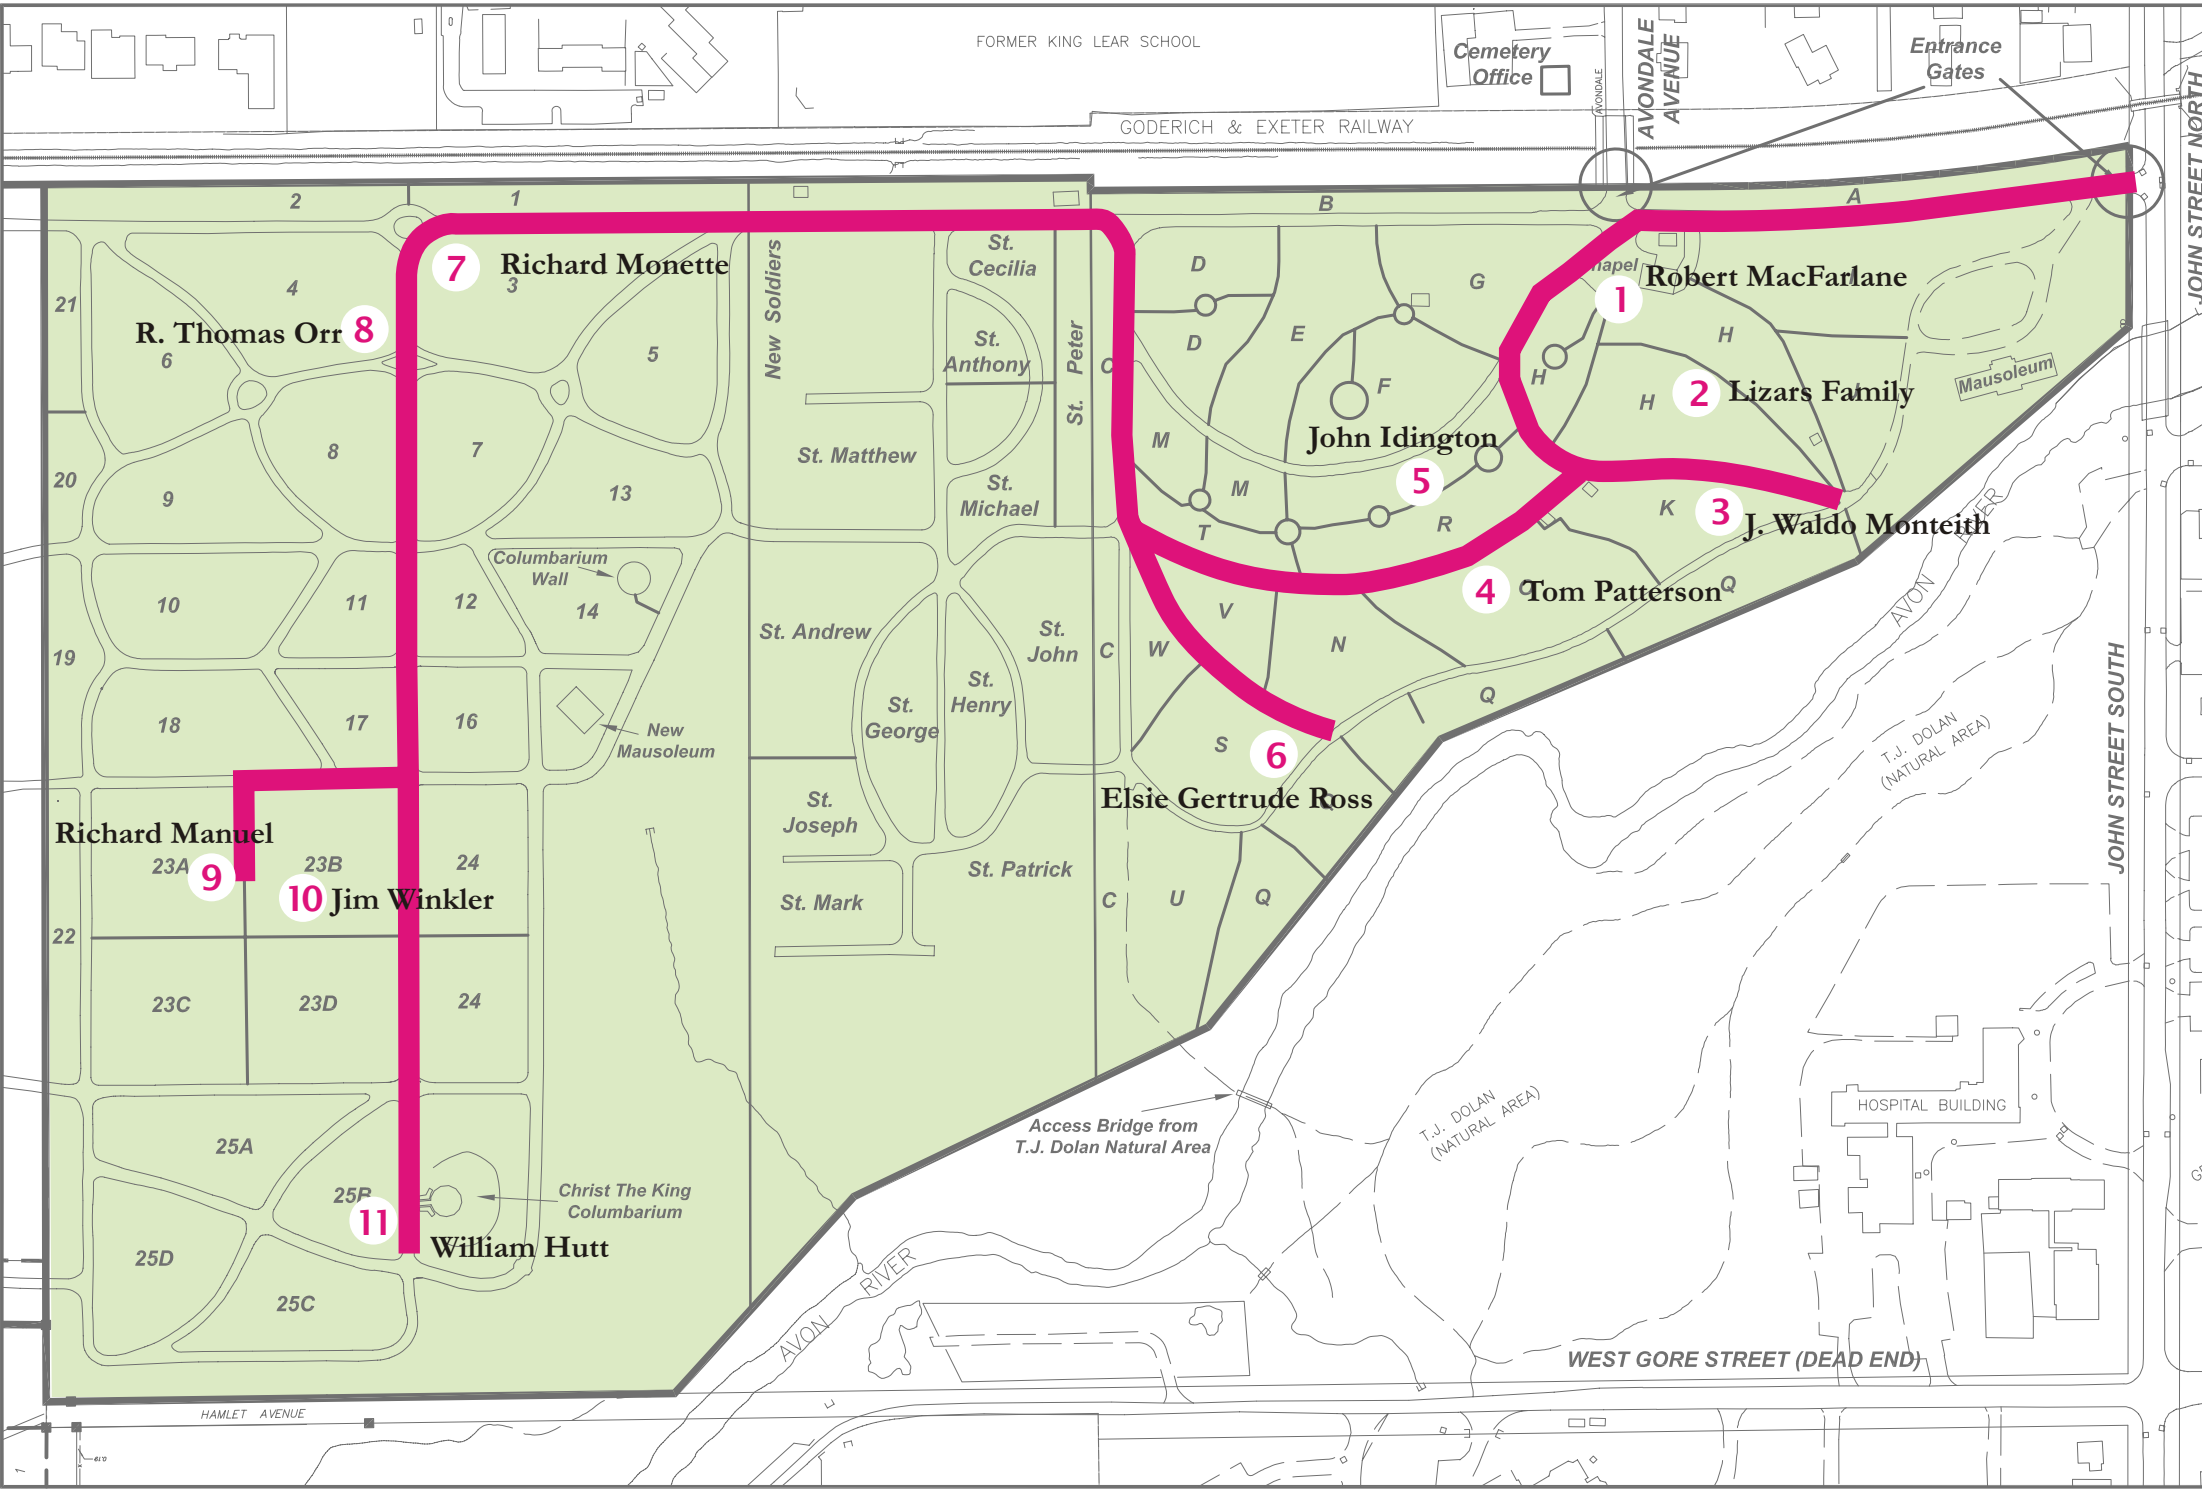 FORMER KING LEAR SCHOOL
Cemetery
Office
AVONDALE
AVENUE
AVONDALE
Entrance
Gates
JOHN STREET NORTH
GODERICH & EXETER RAILWAY
2
1
B
A
21
4
3
7 Richard Monette
R. Thomas Orr 8
6
5
New Soldiers
St.
Cecilia
St.
Anthony
St. Peter
C
D
D
E
G
F
Robert MacFarlane
1
H
H
H
2 Lizars Family
Mausoleum
John Idington
5
M
M
T
R
K
3 J. Waldo Monteith
RIVER
AVON
4 Tom Patterson
Q
20
9
8
7
13
St. Matthew
St.
Michael
Columbarium
Wall
10
11
12
14
19
St. Andrew
St.
John
C
W
V
N
18
17
16
New
Mausoleum
St.
George
St.
Henry
S
6
Elsie Gertrude Ross
Q
JOHN STREET SOUTH
T.J. DOLAN
(NATURAL AREA)
Richard Manuel
23A
9
23B
10 Jim Winkler
24
St.
Joseph
St. Mark
St. Patrick
C
U
Q
22
23C
23D
24
25A
25B
11
William Hutt
Christ The King
Columbarium
25D
25C
Access Bridge from
T.J. Dolan Natural Area
T.J. DOLAN
(NATURAL AREA)
HOSPITAL BUILDING
AVON
RIVER
WEST GORE STREET (DEAD END)
HAMLET AVENUE